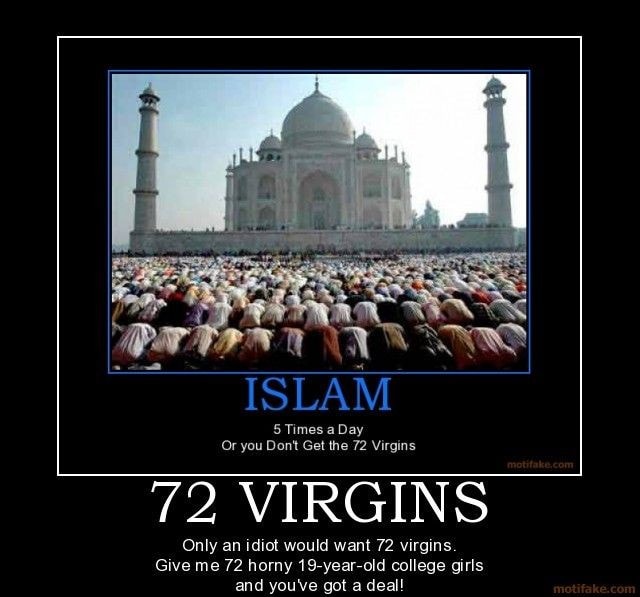 ISLAM
5 Times a Day
Or you Don't Get the 72 Virgins
motifake.com
72 VIRGINS
Only an idiot would want 72 virgins.
Give me 72 horny 19-year-old college girls
and you've got a deal!
motifake.com